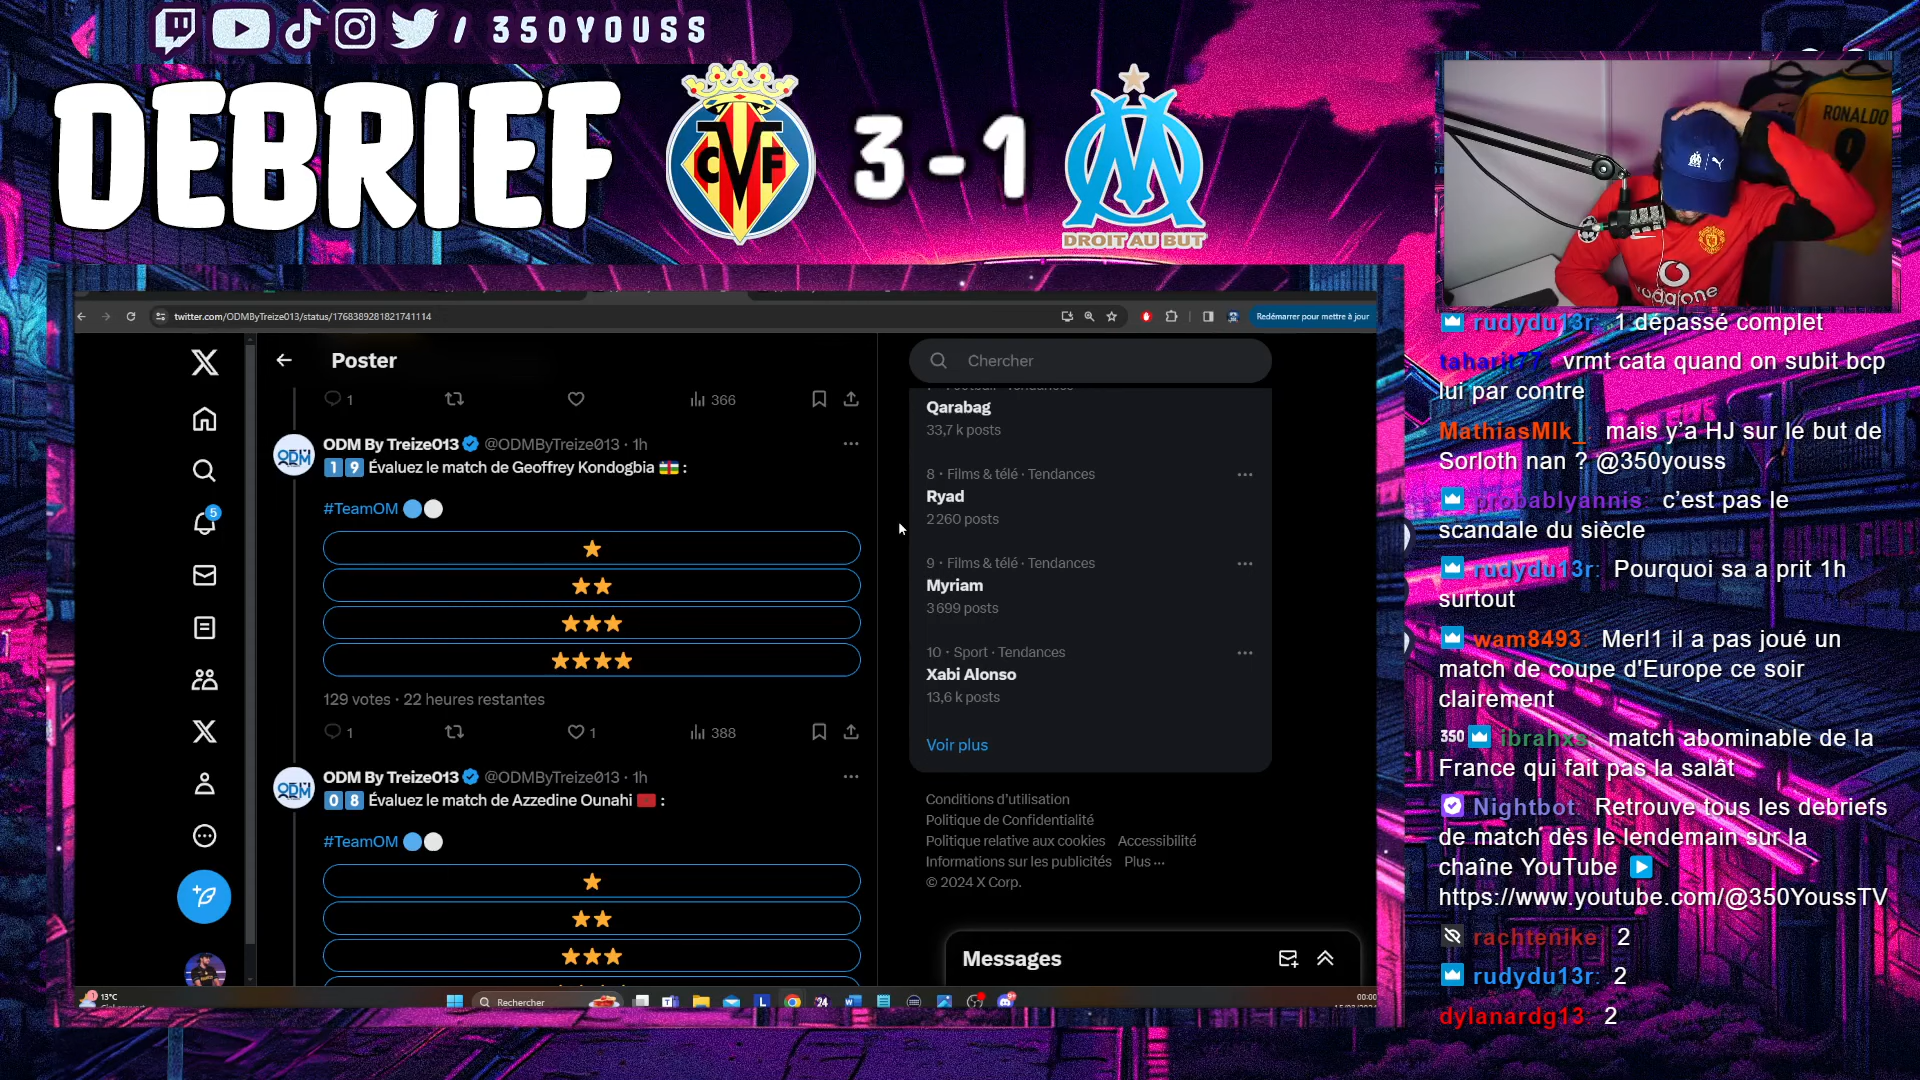 / 350YOUSS
DEBRIEF
3-1
CVF
DROIT AU BUT
RONALDO
9
vodafone
twitter.com/ODMByTreize013/status/1768389281821741114
Redémarrer pour mettre à jour
Poster
1
366
ODM By Treize013 @ODMByTreize013 · 1h
19 Évaluez le match de Geoffrey Kondogbia :
#TeamOM
129 votes · 22 heures restantes
1
1
388
ODM By Treize013 @ODMByTreize013 · 1h
08 Évaluez le match de Azzedine Ounahi :
#TeamOM
5
Chercher
Qarabag
33,7 k posts
8 · Films & télé · Tendances
Ryad
2 260 posts
9 · Films & télé · Tendances
Myriam
3 699 posts
10 · Sport · Tendances
Xabi Alonso
13,6 k posts
Voir plus
Conditions d'utilisation
Politique de Confidentialité
Politique relative aux cookies Accessibilité
Informations sur les publicités Plus ···
© 2024 X Corp.
Messages
13°C
Rechercher
00:00
rudydu13r: 1 dépassé complet
taharit77: vrmt cata quand on subit bcp
lui par contre
MathiasMlk_: mais y'a HJ sur le but de
Sorloth nan ? @350youss
probablyannis: c'est pas le
scandale du siècle
rudydu13r: Pourquoi sa a prit 1h
surtout
wam8493: Merl1 il a pas joué un
match de coupe d'Europe ce soir
clairement
350 ibrahxs: match abominable de la
France qui fait pas la salât
Nightbot: Retrouve tous les debriefs
de match dès le lendemain sur la
chaîne YouTube
https://www.youtube.com/@350YoussTV
rachtenike: 2
rudydu13r: 2
dylanardg13: 2